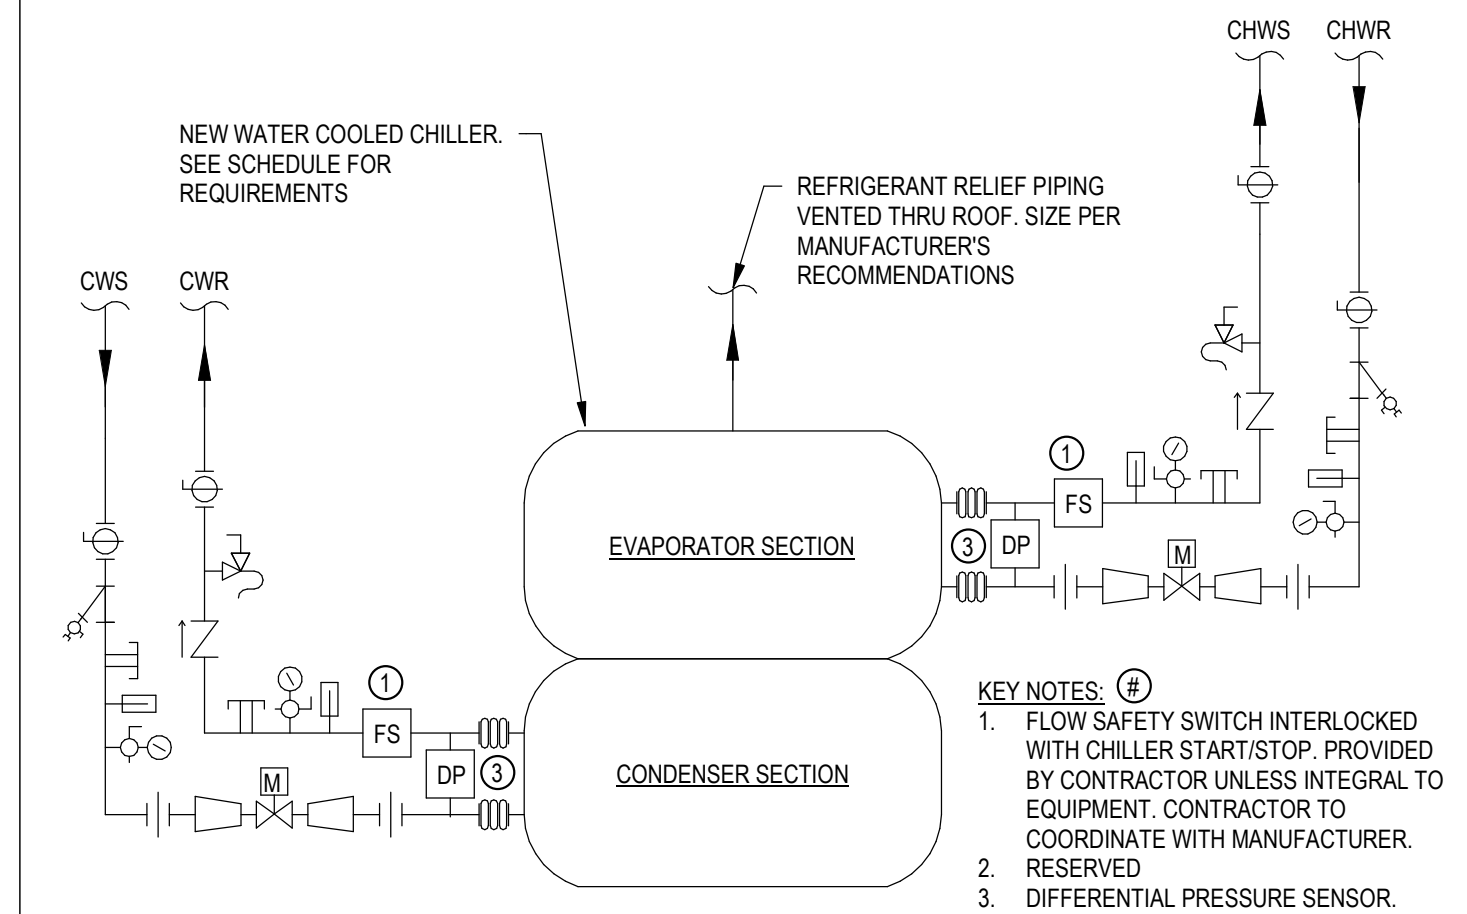 CHWS
CHWR
NEW WATER COOLED CHILLER.
SEE SCHEDULE FOR
REQUIREMENTS
REFRIGERANT RELIEF PIPING
VENTED THRU ROOF. SIZE PER
MANUFACTURER'S
RECOMMENDATIONS
CWS
CWR
1
FS
3
DP
M
EVAPORATOR SECTION
1
FS
DP
3
M
CONDENSER SECTION
KEY NOTES: #
1. FLOW SAFETY SWITCH INTERLOCKED
WITH CHILLER START/STOP. PROVIDED
BY CONTRACTOR UNLESS INTEGRAL TO
EQUIPMENT. CONTRACTOR TO
COORDINATE WITH MANUFACTURER.
2. RESERVED
3. DIFFERENTIAL PRESSURE SENSOR.